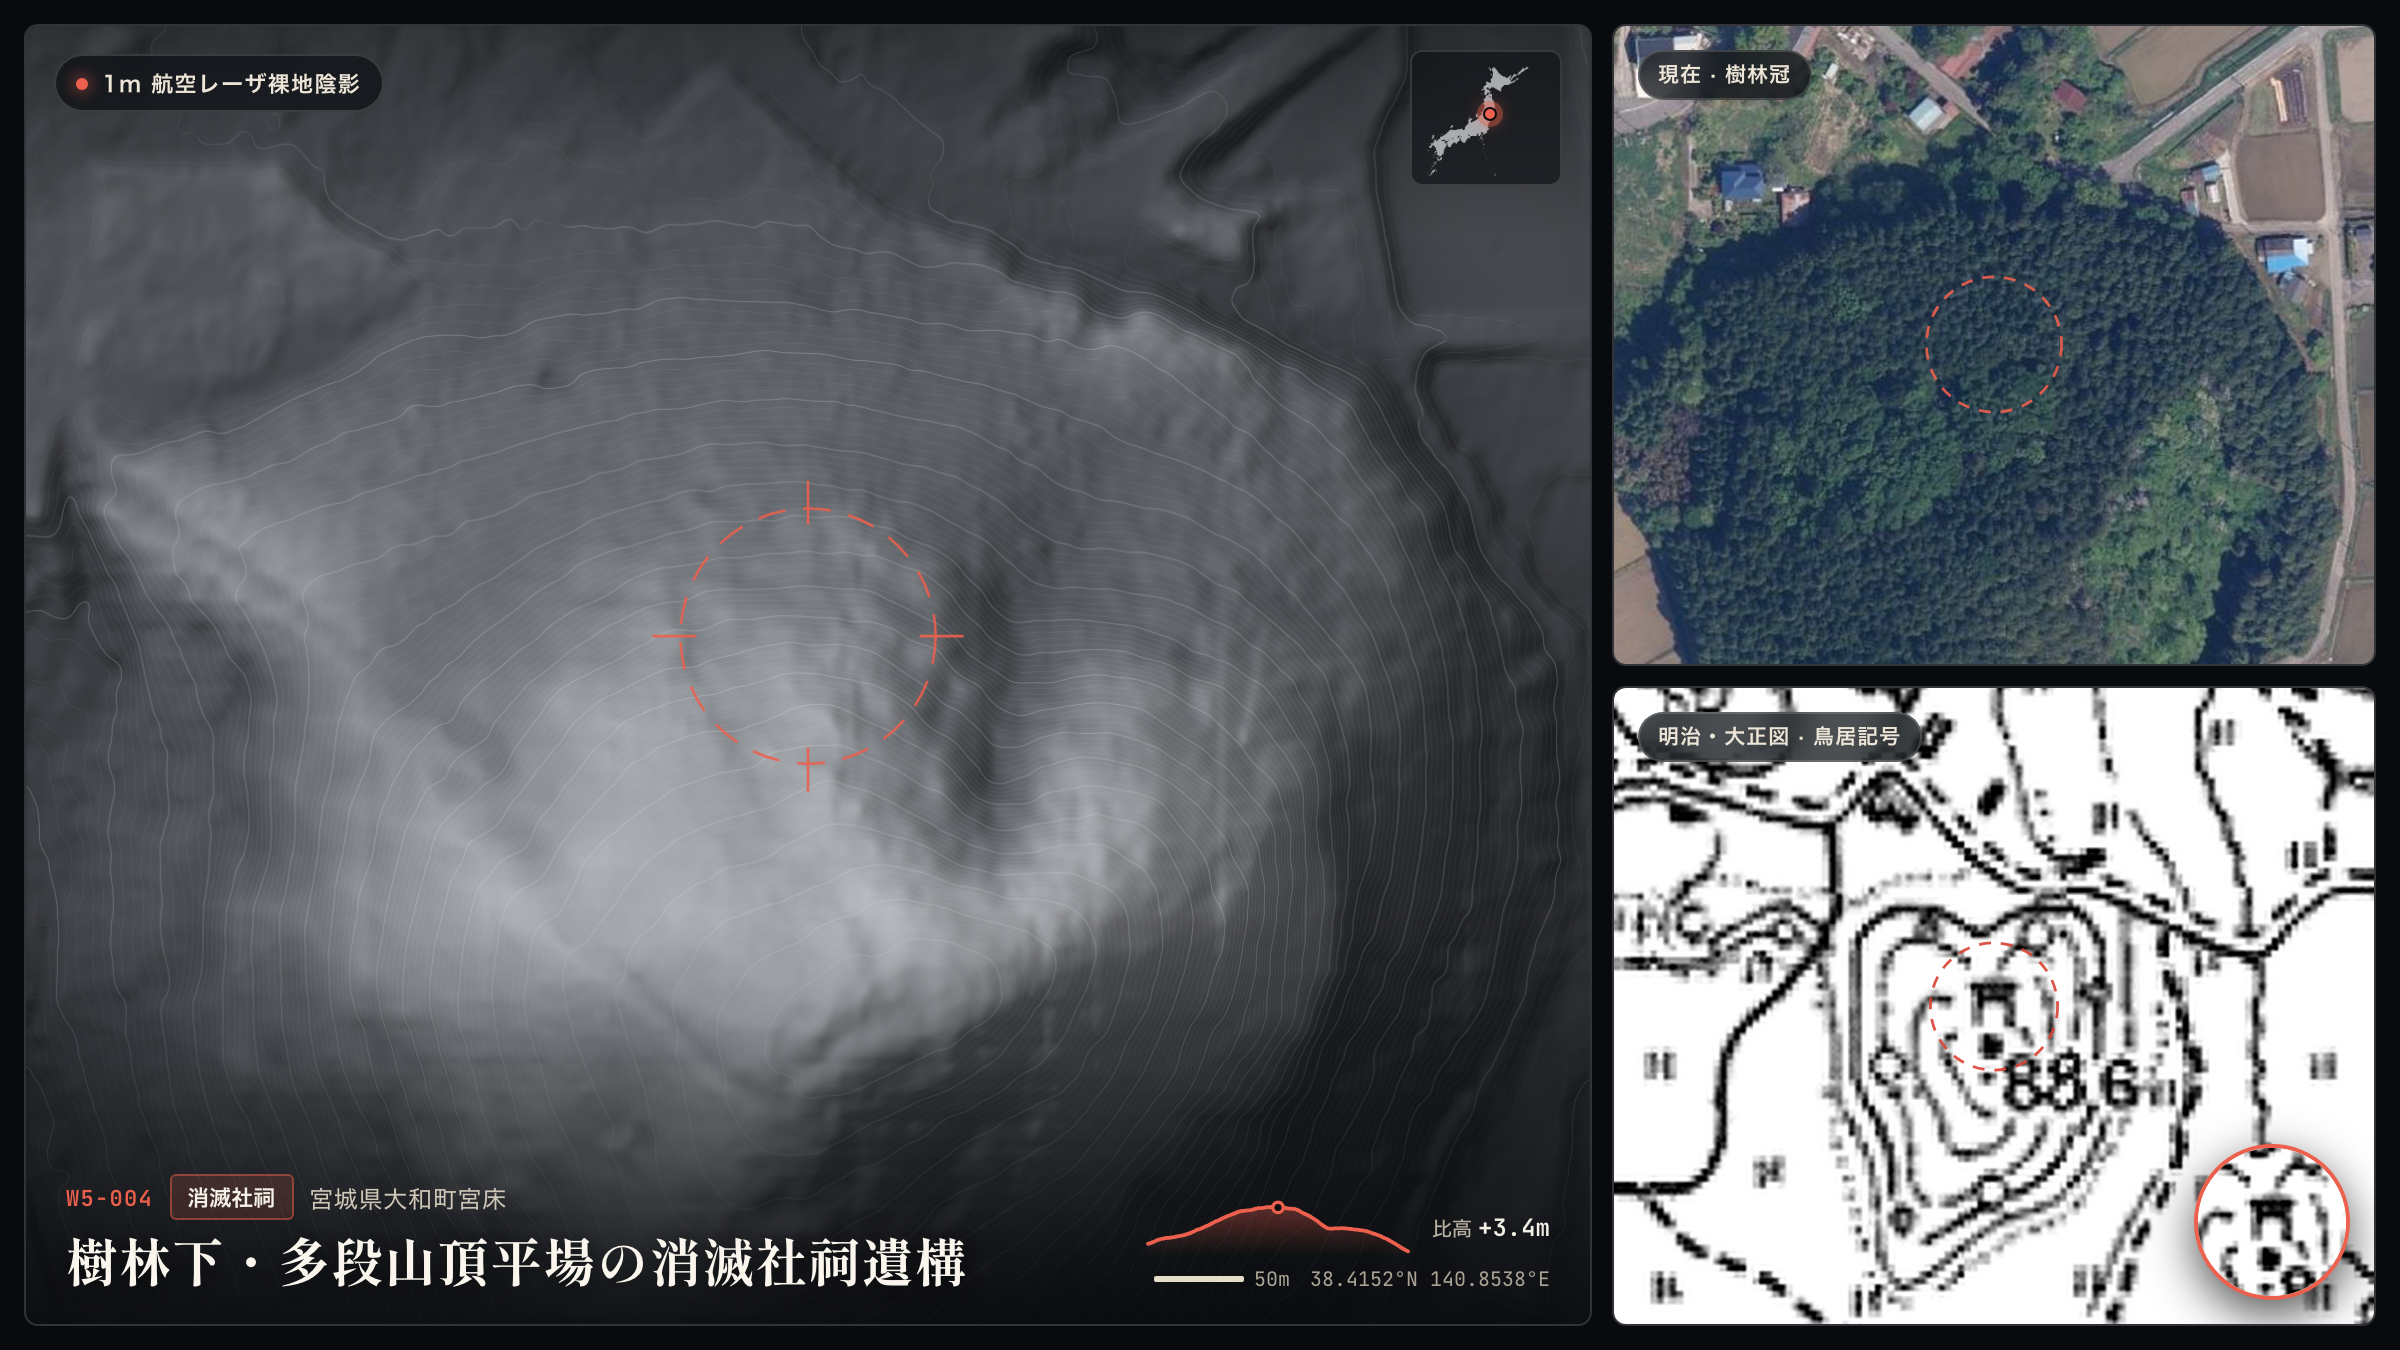 1m 航空レーザ裸地陰影
W5-004 消滅社祠 宮城県大和町宮床
樹林下・多段山頂平場の消滅社祠遺構
比高 +3.4m
50m 38.4152°N 140.8538°E
現在 · 樹林冠
明治・大正図 · 鳥居記号
88.6